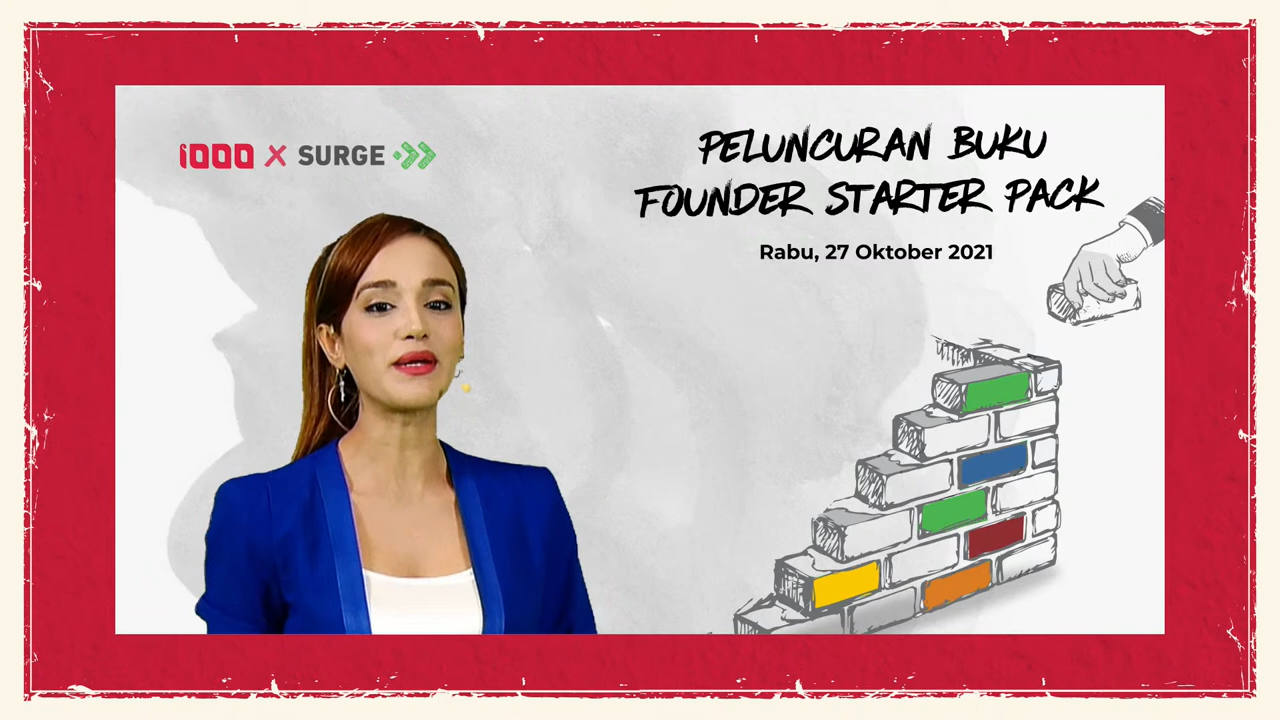 1000 X SURGE
PELUNCURAN BUKU
FOUNDER STARTER PACK
Rabu, 27 Oktober 2021